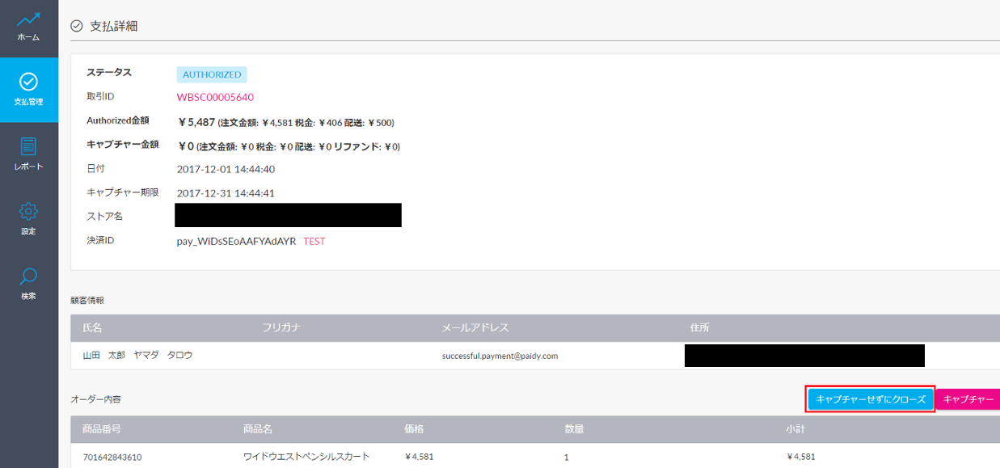 ホーム
支払管理
レポート
設定
検索
支払詳細
ステータス AUTHORIZED
取引ID WBSC00005640
Authorized金額 ￥5,487 (注文金額: ￥4,581 税金: ￥406 配送: ￥500)
キャプチャー金額 ￥0 (注文金額: ￥0 税金: ￥0 配送: ￥0 リファンド: ￥0)
日付 2017-12-01 14:44:40
キャプチャー期限 2017-12-31 14:44:41
ストア名
決済ID pay_WiDsSEoAAFYAdAYR TEST
顧客情報
氏名 フリガナ メールアドレス 住所
山田 太郎 ヤマダ タロウ successful.payment@paidy.com
オーダー内容 キャプチャーせずにクローズ キャプチャー
商品番号 商品名 価格 数量 小計
701642843610 ワイドウエストペンシルスカート ￥4,581 1 ￥4,581